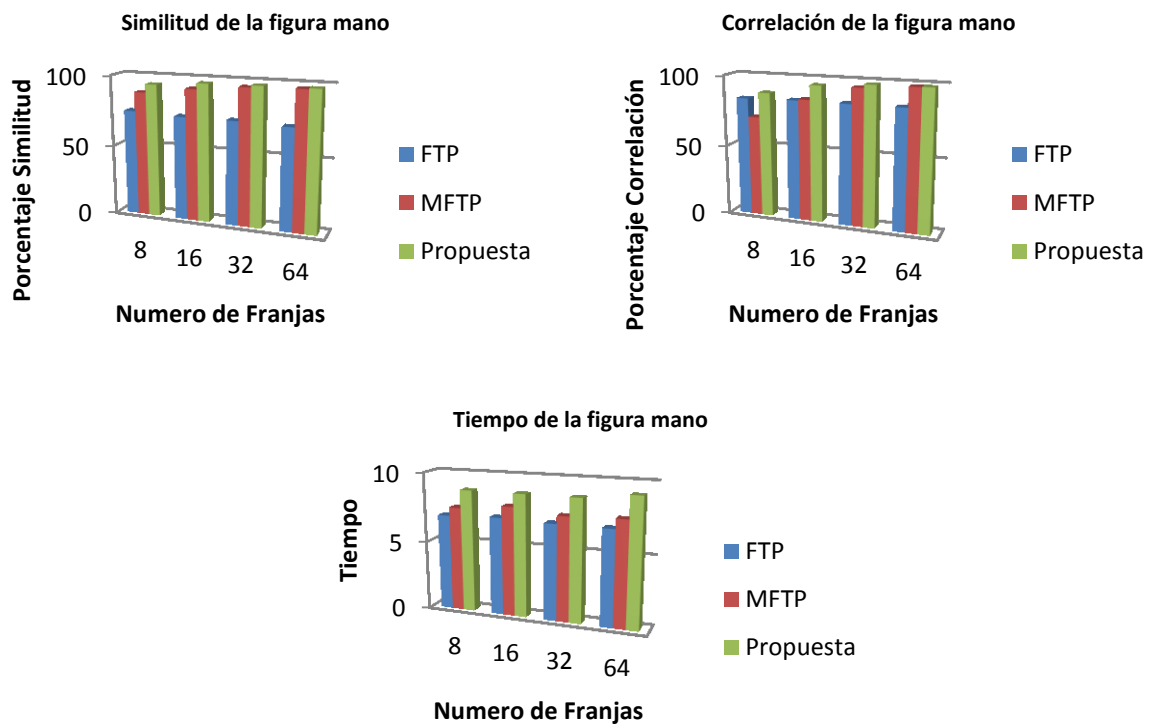 Similitud de la figura mano
Porcentaje Similitud
100
50
0
8
16
32
64
Numero de Franjas
FTP
MFTP
Propuesta
Correlación de la figura mano
Porcentaje Correlación
100
50
0
8
16
32
64
Numero de Franjas
FTP
MFTP
Propuesta
Tiempo de la figura mano
Tiempo
10
5
0
8
16
32
64
Numero de Franjas
FTP
MFTP
Propuesta